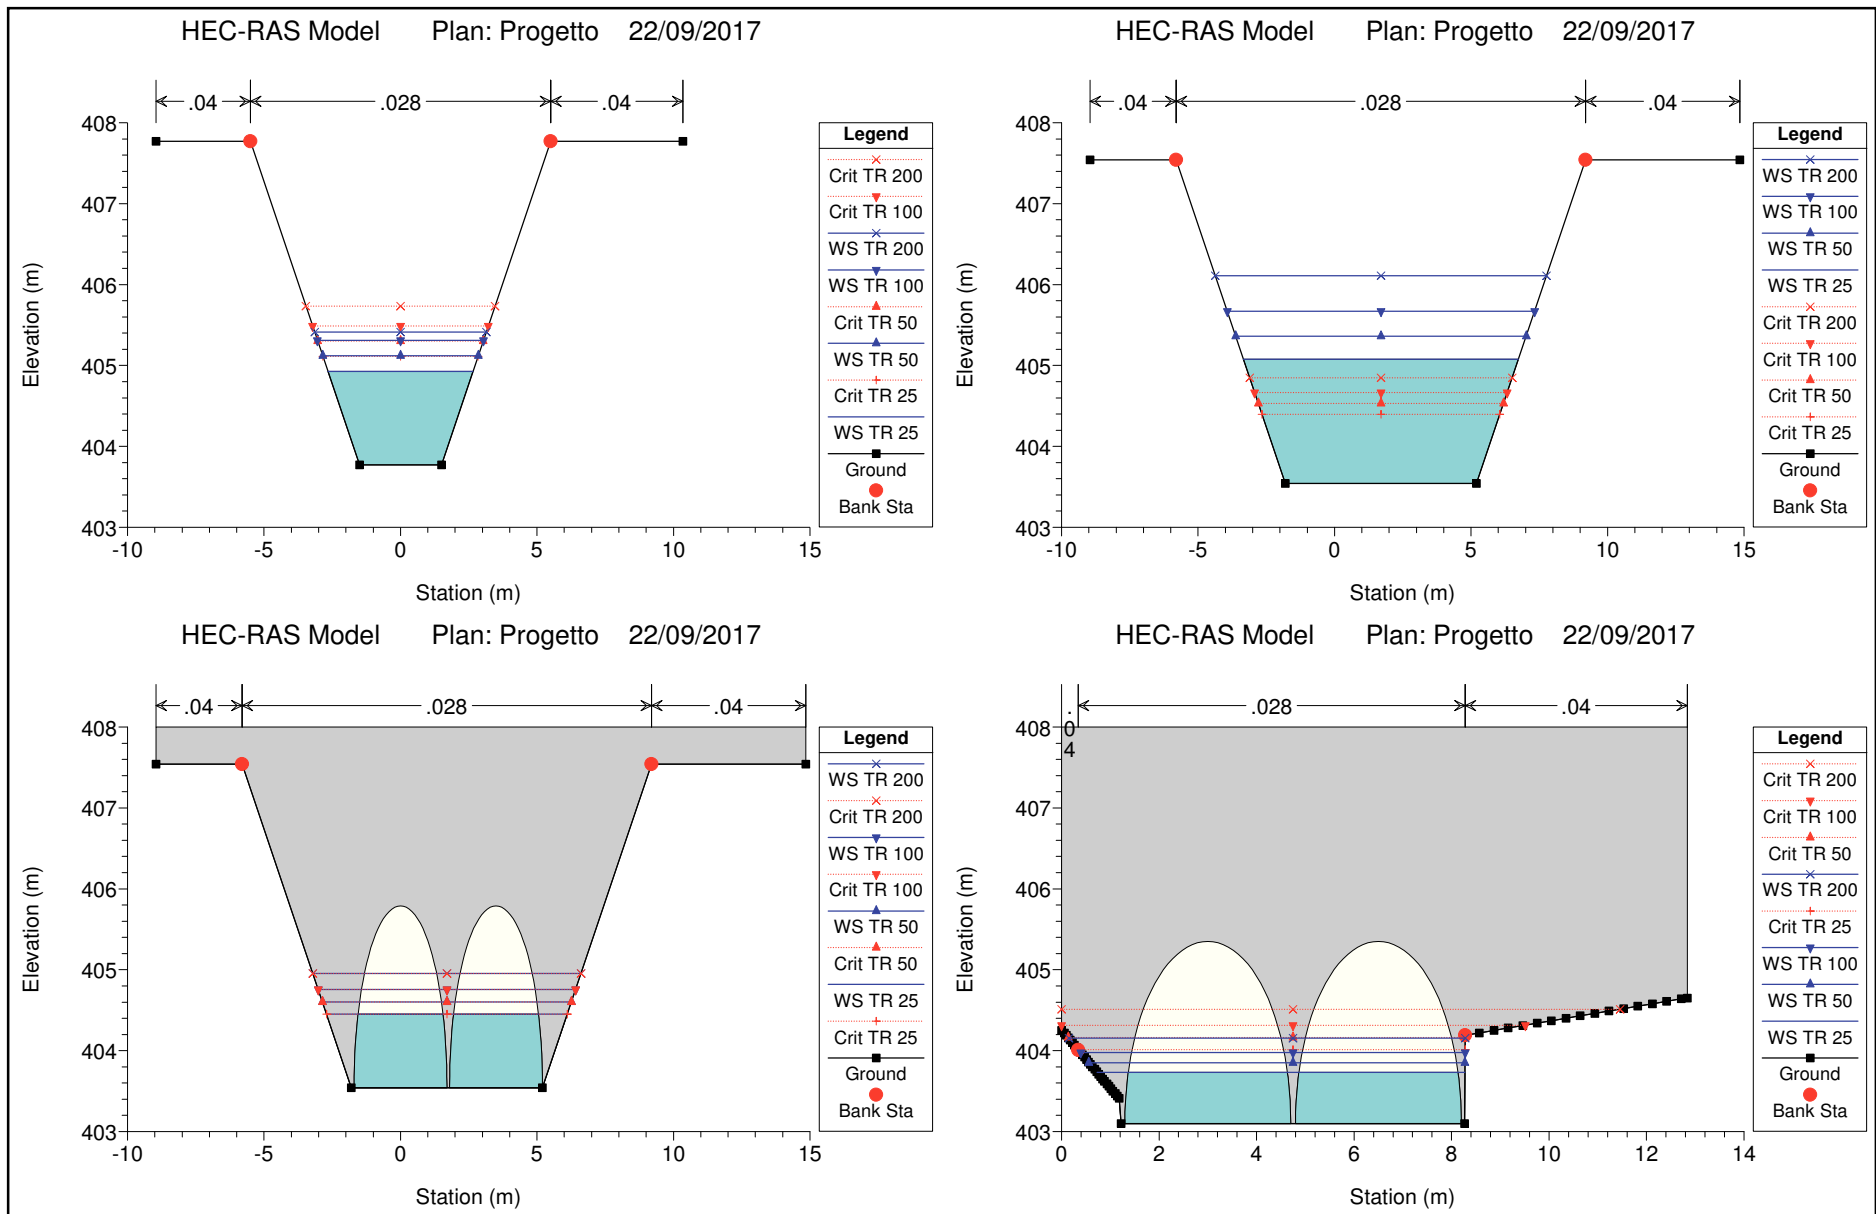 HEC-RAS Model Plan: Progetto 22/09/2017
.04 .028 .04
408
407
406
405
404
403
-10 -5 0 5 10 15
Elevation (m)
Station (m)
Legend
Crit TR 200
Crit TR 100
WS TR 200
WS TR 100
Crit TR 50
WS TR 50
Crit TR 25
WS TR 25
Ground
Bank Sta
HEC-RAS Model Plan: Progetto 22/09/2017
.04 .028 .04
408
407
406
405
404
403
-10 -5 0 5 10 15
Elevation (m)
Station (m)
Legend
WS TR 200
WS TR 100
WS TR 50
WS TR 25
Crit TR 200
Crit TR 100
Crit TR 50
Crit TR 25
Ground
Bank Sta
HEC-RAS Model Plan: Progetto 22/09/2017
.04 .028 .04
408
407
406
405
404
403
-10 -5 0 5 10 15
Elevation (m)
Station (m)
Legend
WS TR 200
Crit TR 200
WS TR 100
Crit TR 100
WS TR 50
Crit TR 50
WS TR 25
Crit TR 25
Ground
Bank Sta
HEC-RAS Model Plan: Progetto 22/09/2017
.04 .028 .04
408
407
406
405
404
403
0 2 4 6 8 10 12 14
Elevation (m)
Station (m)
Legend
Crit TR 200
Crit TR 100
Crit TR 50
WS TR 200
Crit TR 25
WS TR 100
WS TR 50
WS TR 25
Ground
Bank Sta